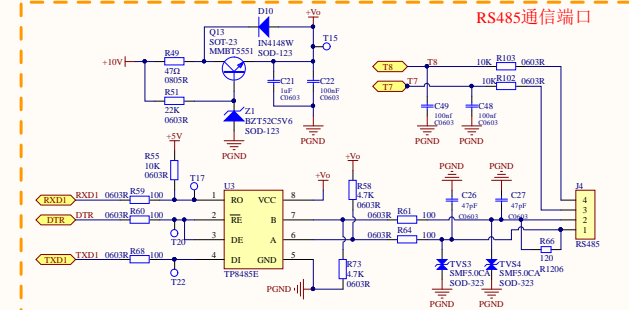 RS485通信端口
D10
IN4148W
SOD-123
+Vo
T15
Q13
SOT-23
MMBT5551
+10V
R49
47Ω
0805R
R51
22K
0603R
C21
1uF
C0603
C22
100nF
C0603
Z1
BZT52C5V6
SOD-123
PGND
PGND
T8
T8
10K
R103
0603R
T7
T7
10K
R102
0603R
C49
100nf
C0603
C48
100nf
C0603
PGND
PGND
+5V
R55
10K
0603R
T17
RXD1
RXD1
0603R
R59
100
DTR
DTR
0603R
R60
100
T20
TXD1
TXD1
0603R
R68
100
T22
U3
1
RO
VCC
8
2
RE
B
7
3
DE
A
6
4
DI
GND
5
TP8485E
+Vo
+Vo
R58
4.7K
0603R
0603R
R61
100
0603R
R64
100
R73
4.7K
0603R
PGND
PGND
C26
47pF
C0603
PGND
C27
47pF
C0603
TVS3
SMF5.0CA
SOD-323
PGND
TVS4
SMF5.0CA
SOD-323
PGND
J4
4
3
2
1
RS485
R66
120
R1206